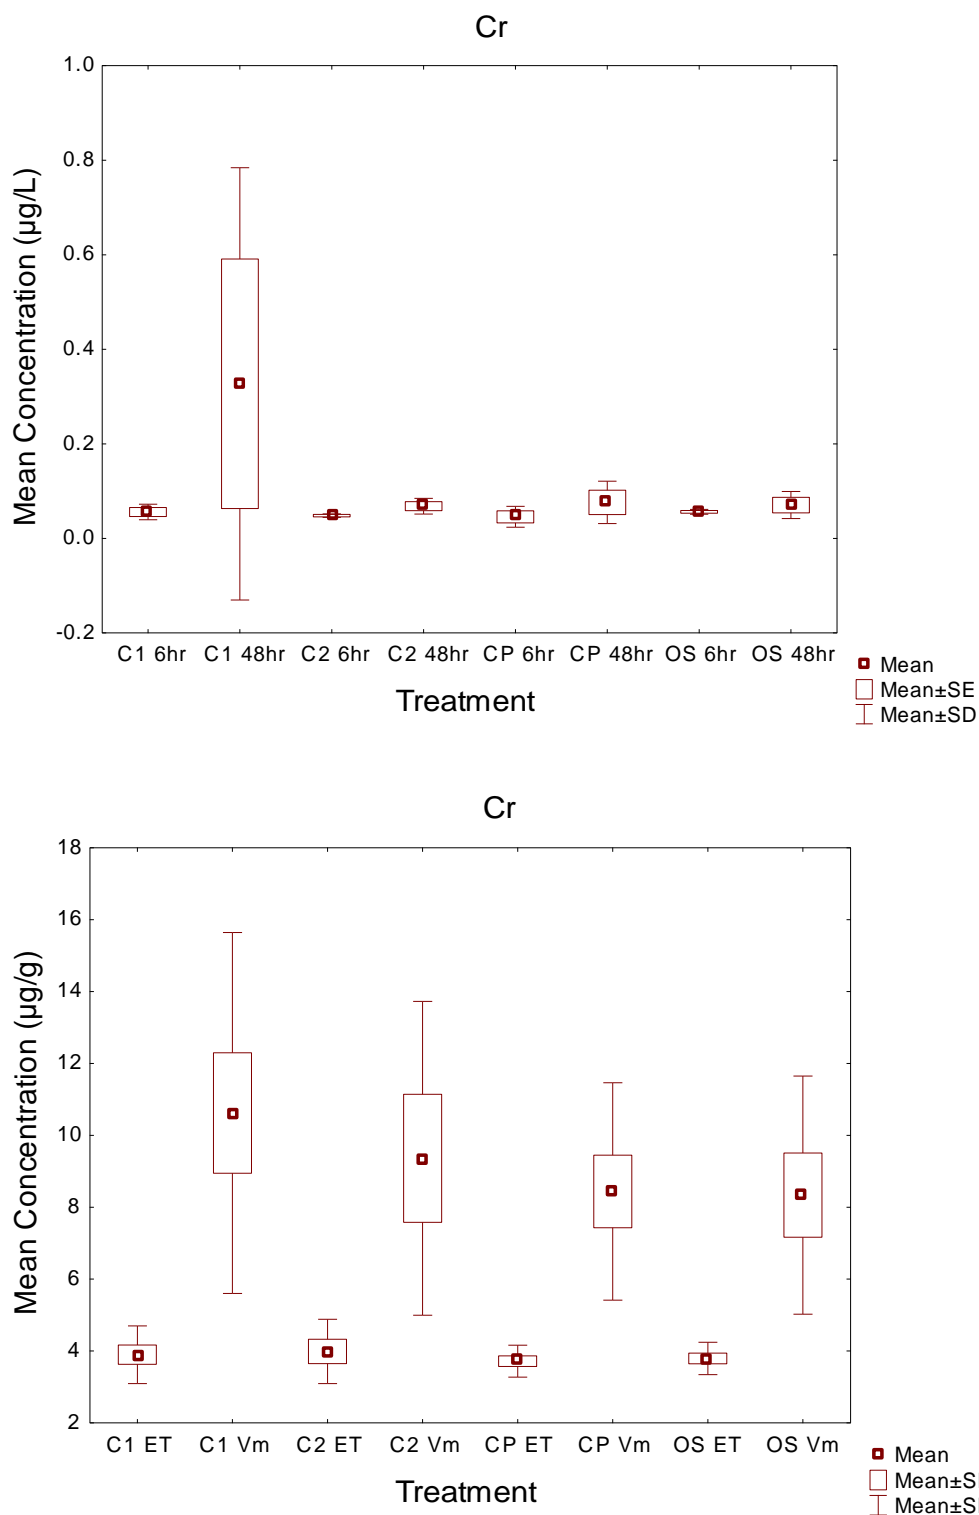 Cr
Mean Concentration (µg/L)
1.0
0.8
0.6
0.4
0.2
0.0
-0.2
C1 6hr C1 48hr C2 6hr C2 48hr CP 6hr CP 48hr OS 6hr OS 48hr
Treatment
Mean
Mean±SE
Mean±SD
Cr
Mean Concentration (µg/g)
18
16
14
12
10
8
6
4
2
C1 ET C1 Vm C2 ET C2 Vm CP ET CP Vm OS ET OS Vm
Treatment
Mean
Mean±S
Mean±S